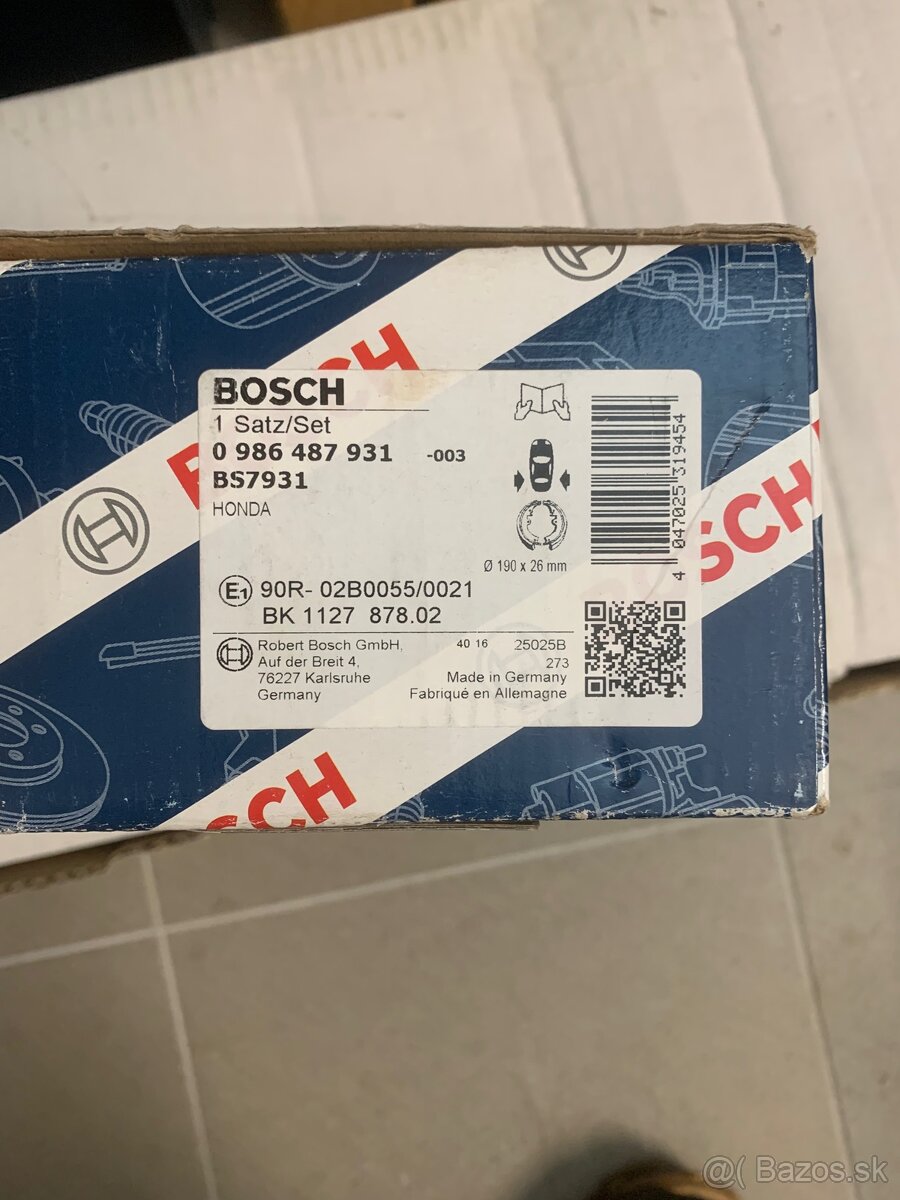 BOSCH
BOSCH
1 Satz/Set
0 986 487 931 -003
BS7931
HONDA
Ø 190 x 26 mm
4 047025 319454
E1 90R- 02B0055/0021
BK 1127 878.02
Robert Bosch GmbH,
Auf der Breit 4,
76227 Karlsruhe
Germany
40 16 25025B
273
Made in Germany
Fabriqué en Allemagne
SCH
SCH
@( Bazos.sk